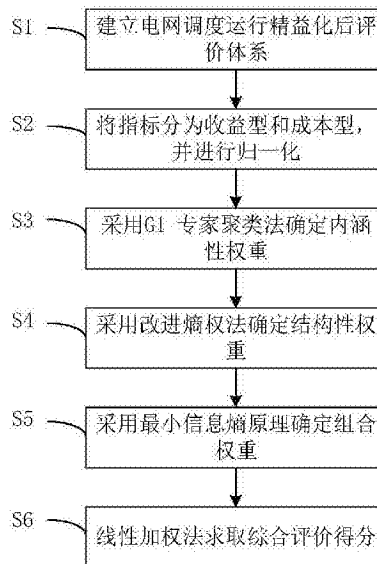 S1
建立电网调度运行精益化后评
价体系
S2
将指标分为收益型和成本型,
并进行归一化
S3
采用G1 专家聚类法确定内涵
性权重
S4
采用改进熵权法确定结构性权
重
S5
采用最小信息熵原理确定组合
权重
S6
线性加权法求取综合评价得分